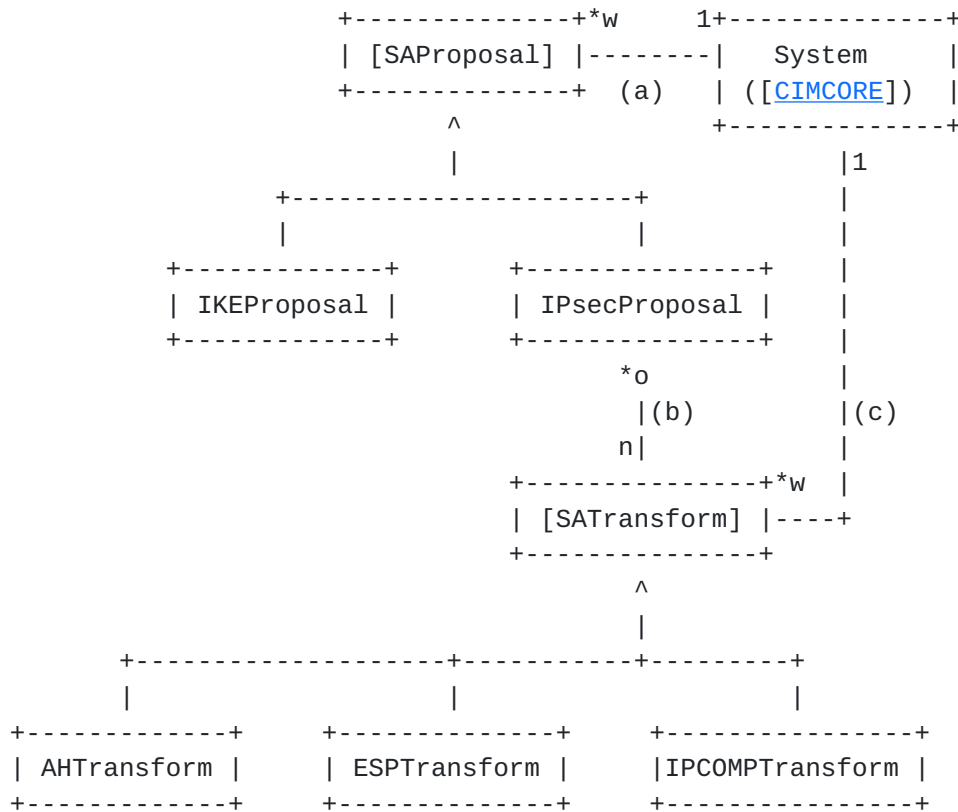 +--------------+*w     1+--------------+
| [SAProposal] |--------|   System     |
+--------------+  (a)   | ([CIMCORE])  |
^               +--------------+
|                      |1
+----------------------+            |
|                      |            |
+-------------+       +---------------+    |
| IKEProposal |       | IPsecProposal |    |
+-------------+       +---------------+    |
*o            |
|(b)         |(c)
n|            |
+---------------+*w  |
| [SATransform] |----+
+---------------+
^
|
+--------------------+-----------+---------+
|                    |                     |
+-------------+     +--------------+     +----------------+
| AHTransform |     | ESPTransform |     |IPCOMPTransform |
+-------------+     +--------------+     +----------------+